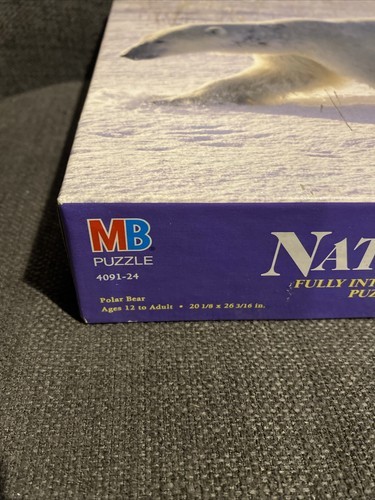 MB
PUZZLE
4091-24
Polar Bear
Ages 12 to Adult • 20 1/8 x 26 3/16 in.
NAT
FULLY INT
PUZ